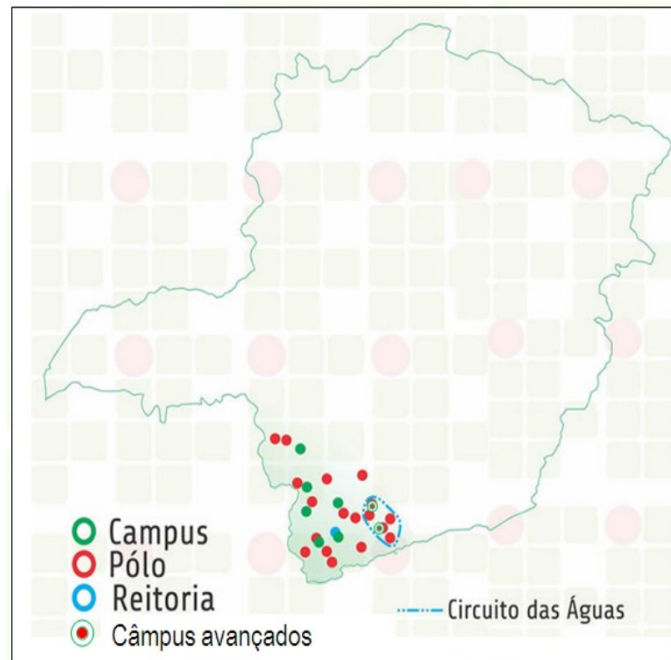 Campus
Pólo
Reitoria
Câmpus avançados
Circuito das Águas